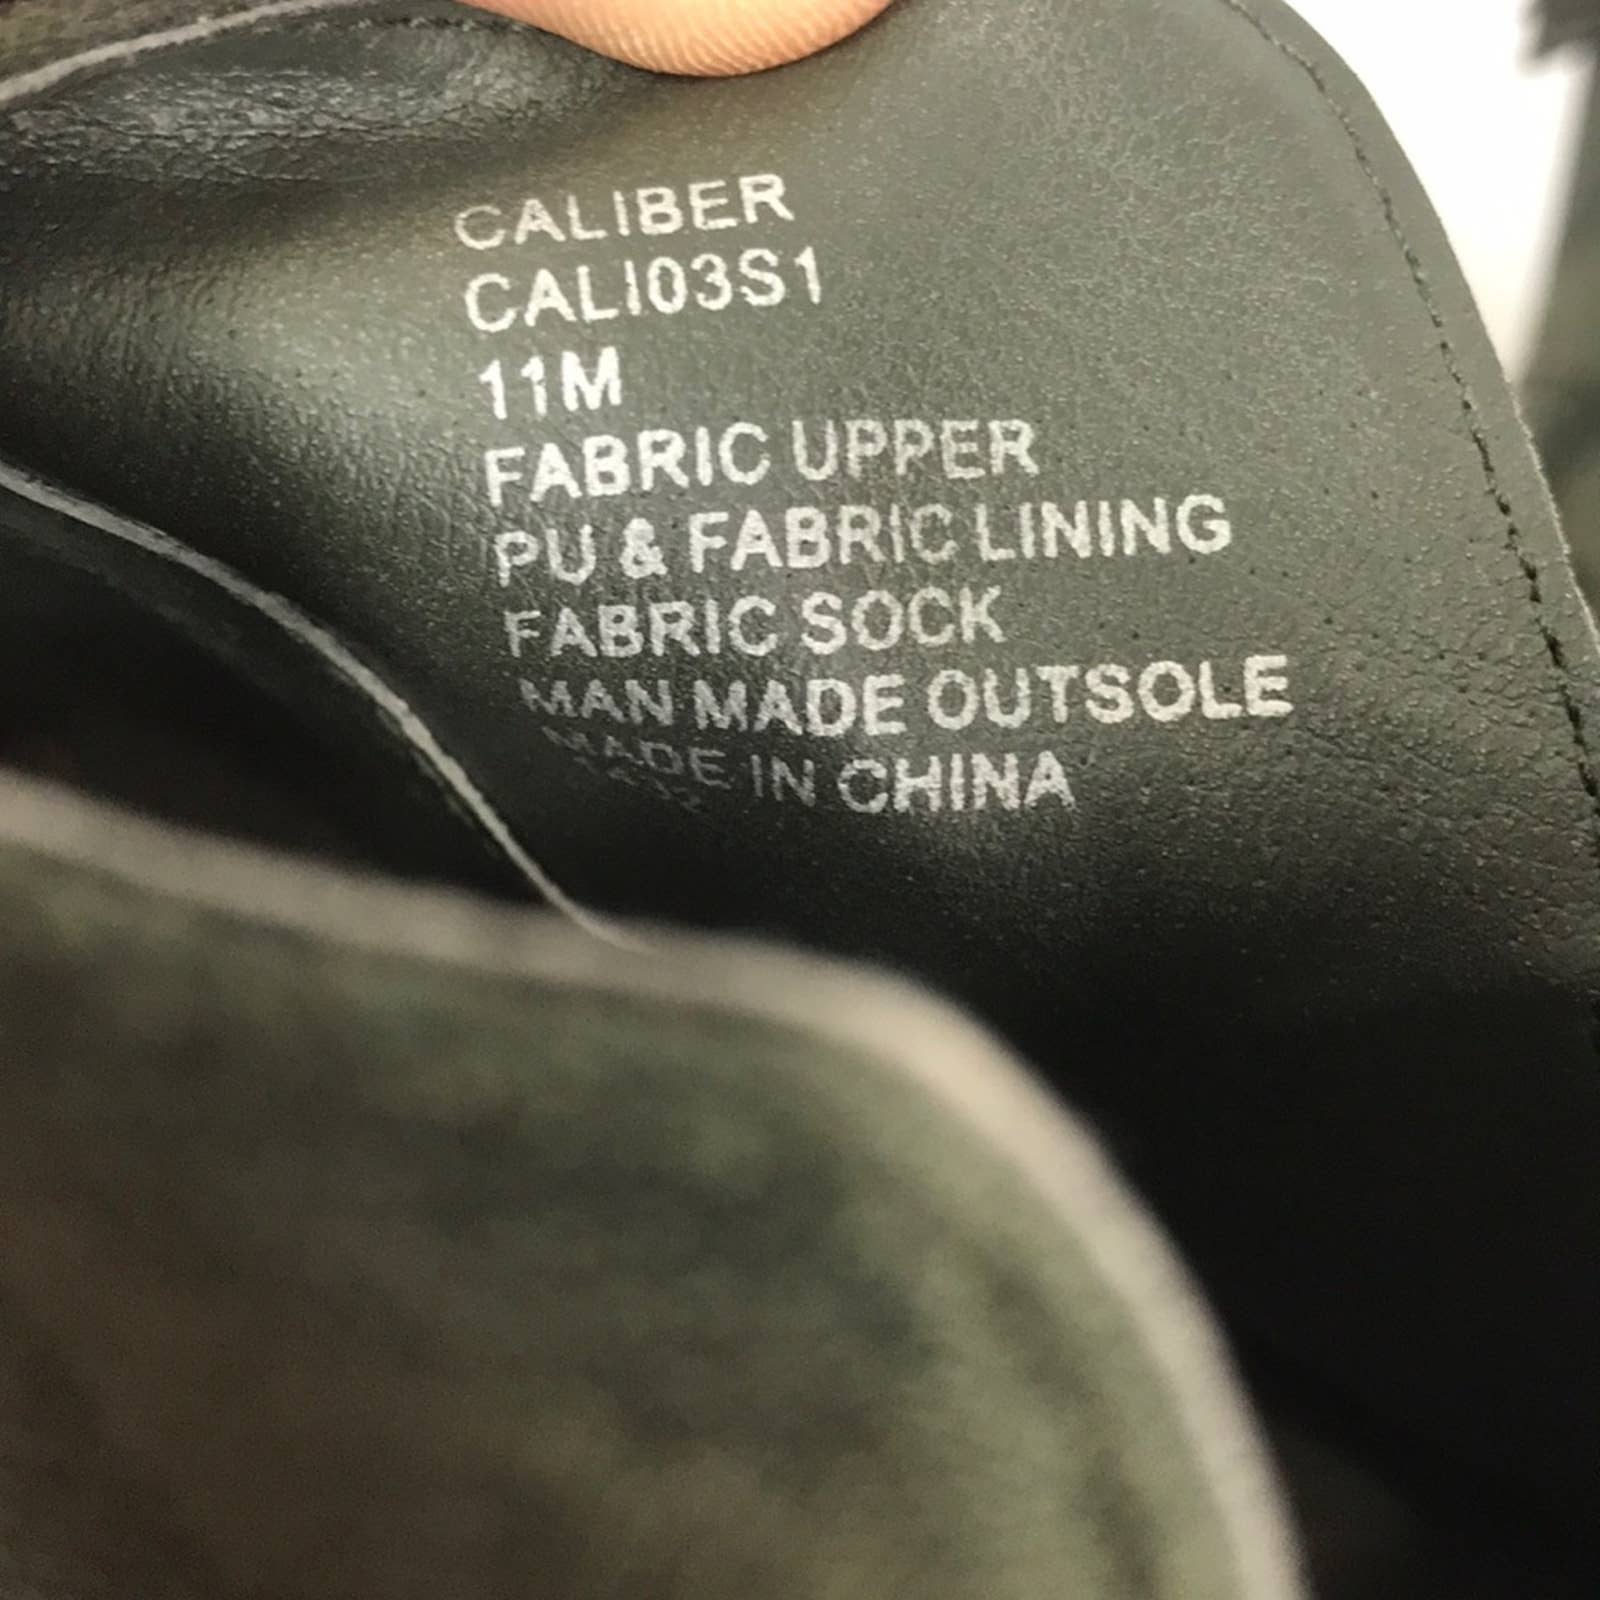 CALIBER
CALI03S1
11M
FABRIC UPPER
PU & FABRIC LINING
FABRIC SOCK
MAN MADE OUTSOLE
MADE IN CHINA